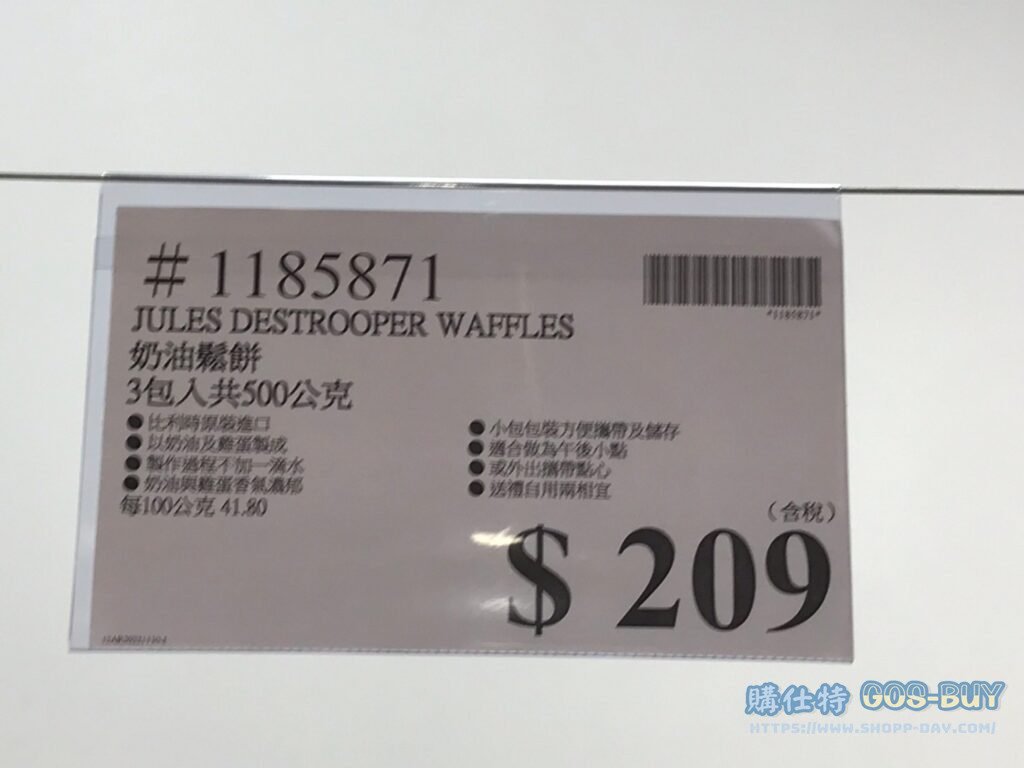 #1185871
*1185871*
JULES DESTROOPER WAFFLES
奶油鬆餅
3包入共500公克
● 比利時原裝進口
● 以奶油及雞蛋製成
● 製作過程不加一滴水
● 奶油與雞蛋香氣濃郁
● 小包包裝方便攜帶及儲存
● 適合做為午後小點
● 或外出攜帶點心
● 送禮自用兩相宜
每100公克 41.80
(含稅)
$ 209
購仕特 GOS-BUY
HTTPS://WWW.SHOPP-DAY.COM/